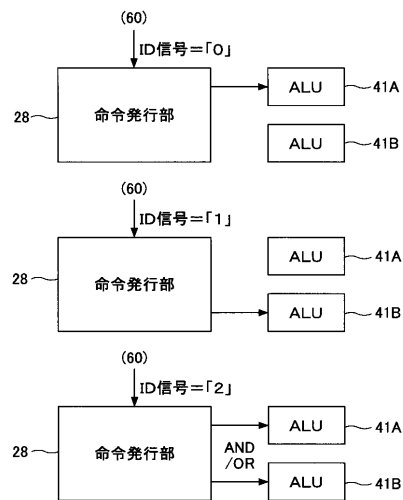 (60)
ID信号=「0」
28
命令発行部
ALU
41A
ALU
41B
(60)
ID信号=「1」
28
命令発行部
ALU
41A
ALU
41B
(60)
ID信号=「2」
28
命令発行部
ALU
41A
AND
/OR
ALU
41B